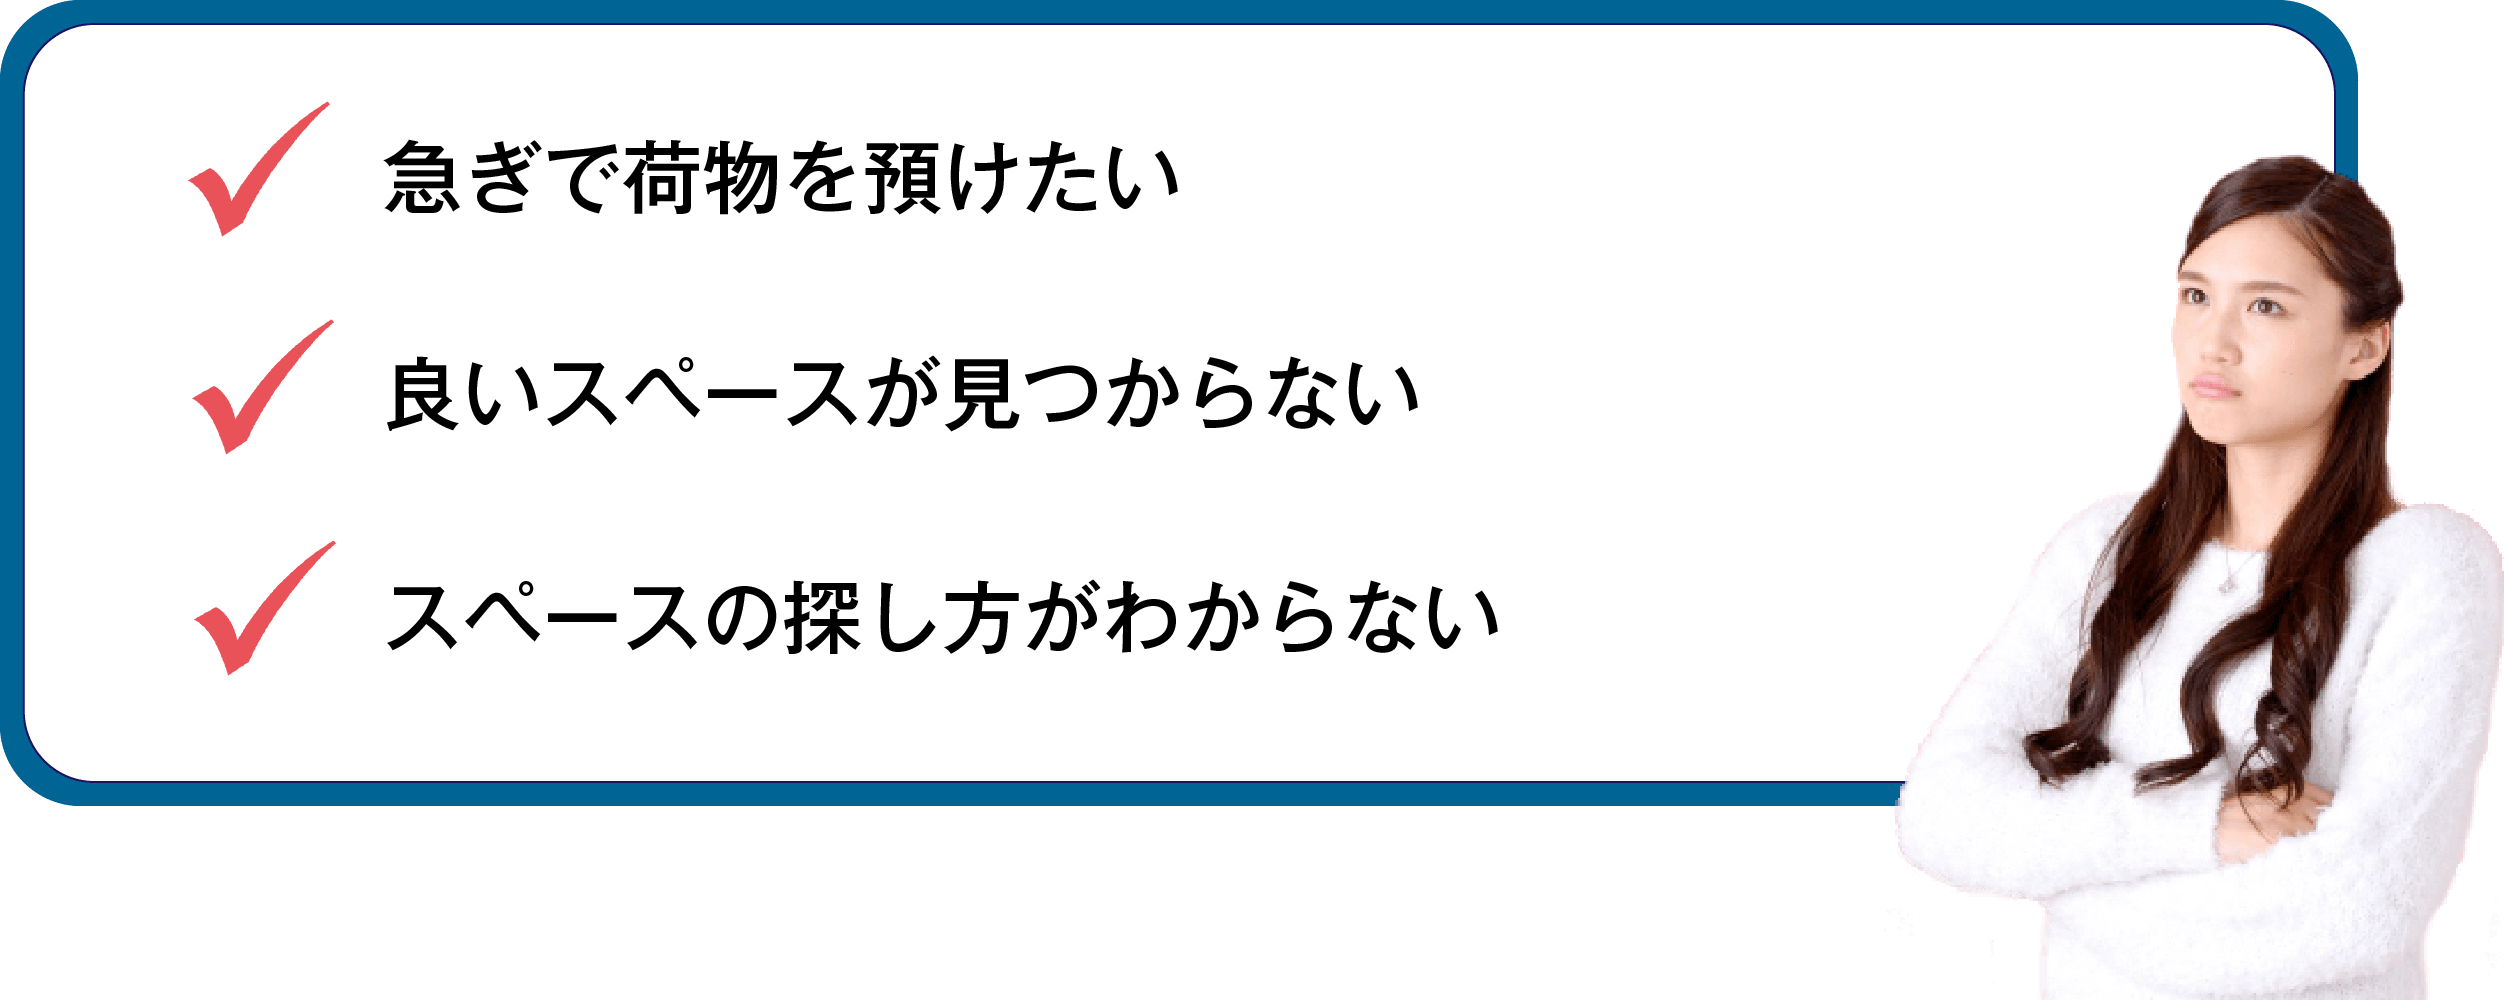 急ぎで荷物を預けたい
良いスペースが見つからない
スペースの探し方がわからない